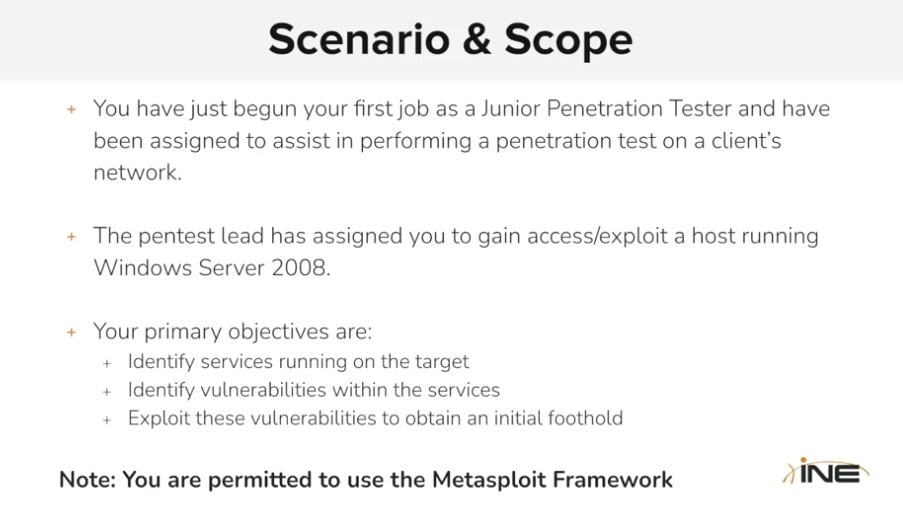 Scenario & Scope
+ You have just begun your first job as a Junior Penetration Tester and have
been assigned to assist in performing a penetration test on a client’s
network.
+ The pentest lead has assigned you to gain access/exploit a host running
Windows Server 2008.
+ Your primary objectives are:
+ Identify services running on the target
+ Identify vulnerabilities within the services
+ Exploit these vulnerabilities to obtain an initial foothold
Note: You are permitted to use the Metasploit Framework
iNE